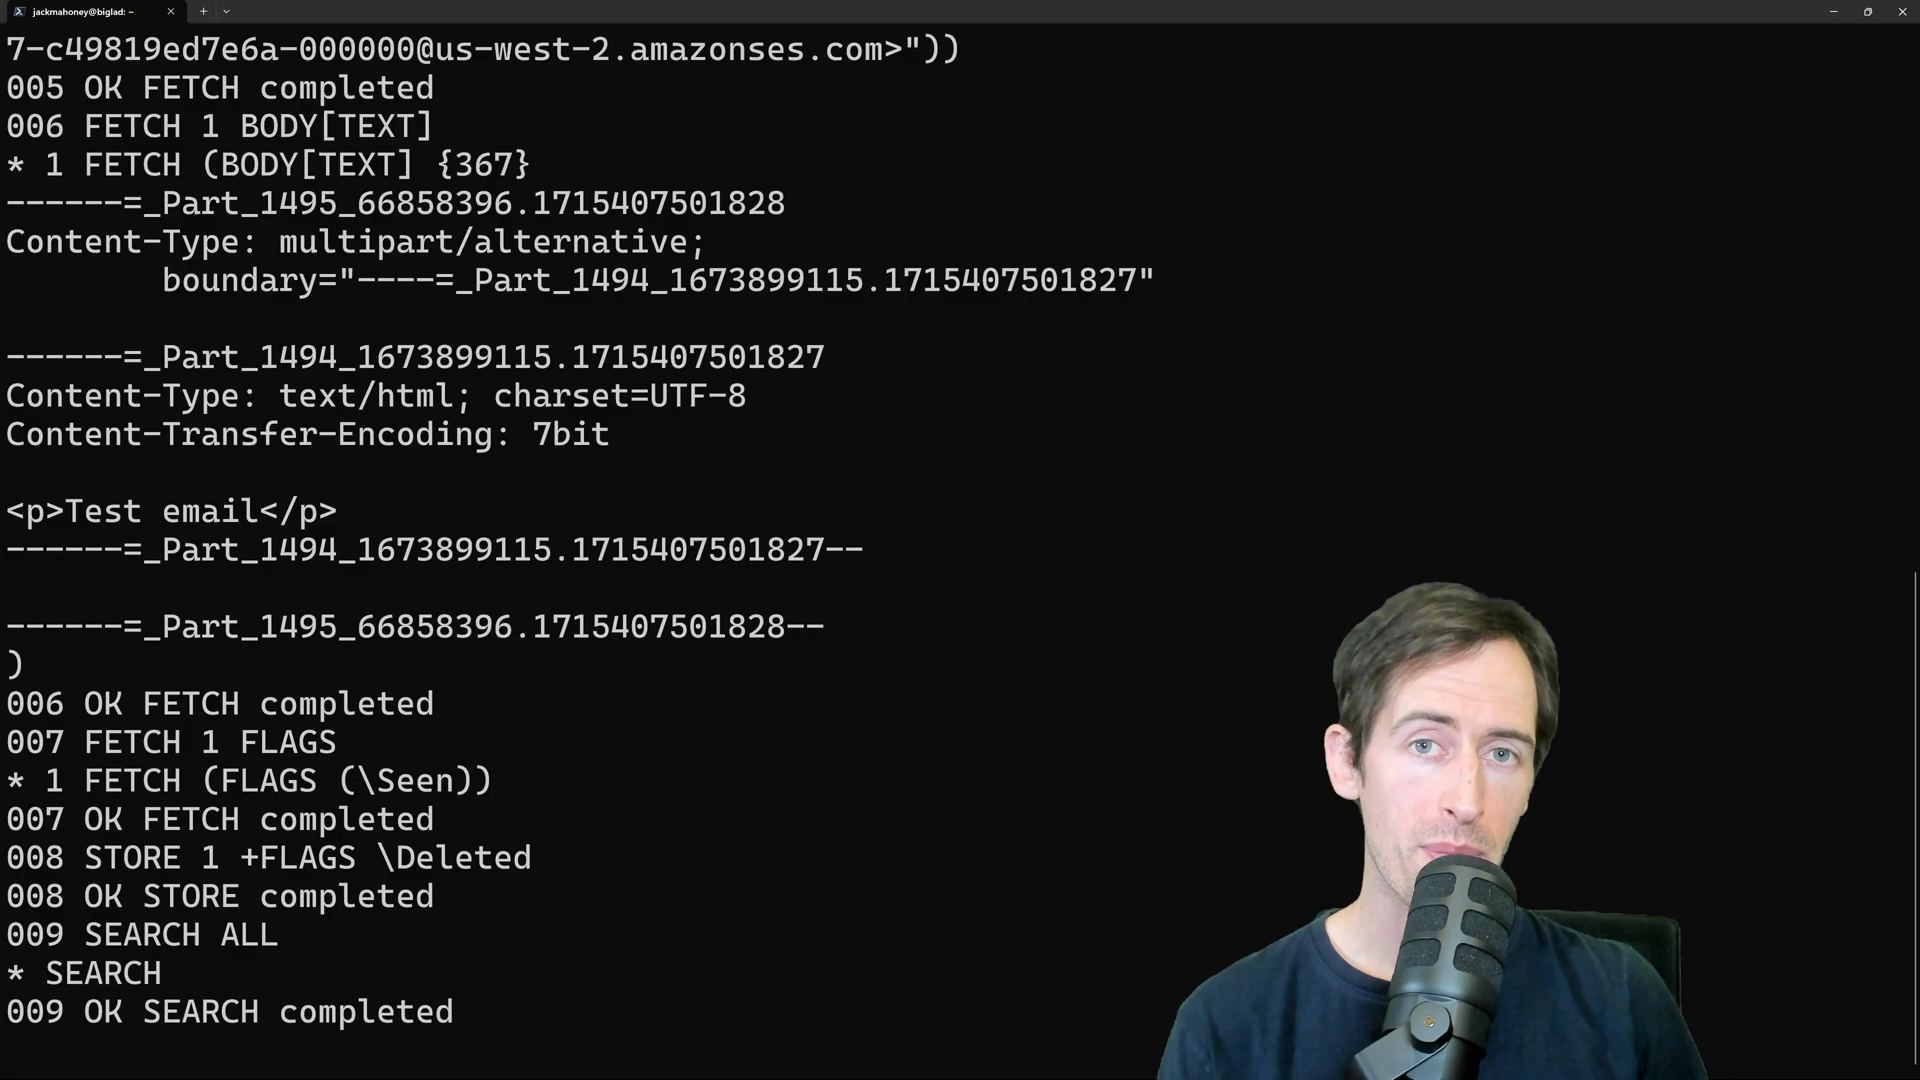 jackmahoney@biglad: ~
7-c49819ed7e6a-000000@us-west-2.amazonses.com>"))
005 OK FETCH completed
006 FETCH 1 BODY[TEXT]
* 1 FETCH (BODY[TEXT] {367}
------=_Part_1495_66858396.1715407501828
Content-Type: multipart/alternative;
boundary="----=_Part_1494_1673899115.1715407501827"
------=_Part_1494_1673899115.1715407501827
Content-Type: text/html; charset=UTF-8
Content-Transfer-Encoding: 7bit
<p>Test email</p>
------=_Part_1494_1673899115.1715407501827--
------=_Part_1495_66858396.1715407501828--
)
006 OK FETCH completed
007 FETCH 1 FLAGS
* 1 FETCH (FLAGS (\Seen))
007 OK FETCH completed
008 STORE 1 +FLAGS \Deleted
008 OK STORE completed
009 SEARCH ALL
* SEARCH
009 OK SEARCH completed